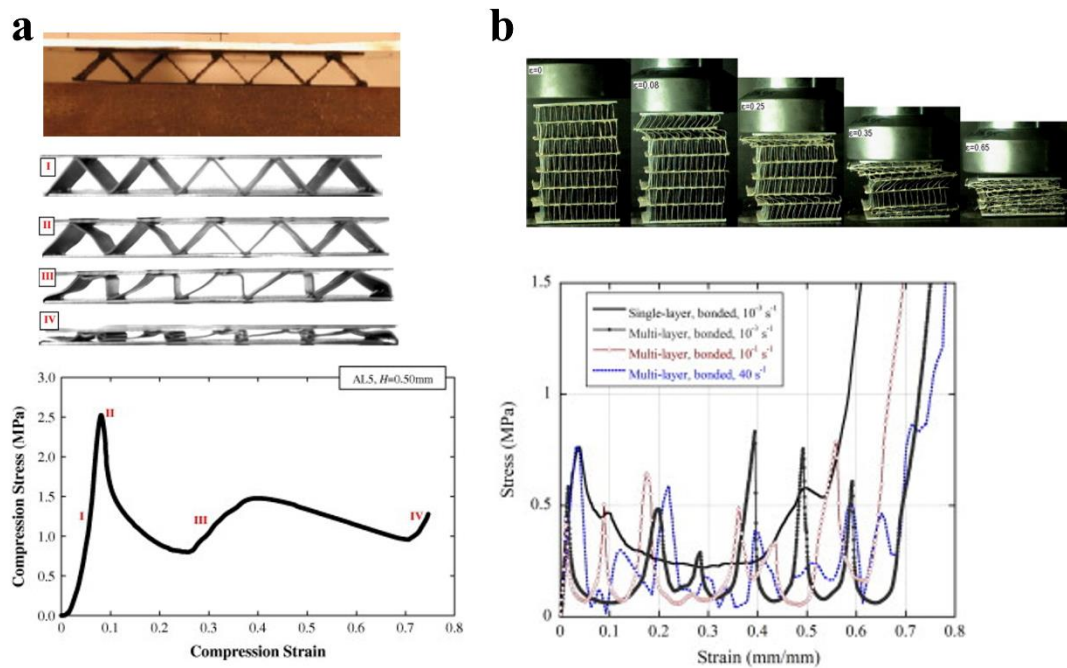 a
I
II
III
IV
Compression Stress (MPa)
3.0
2.5
2.0
1.5
1.0
0.5
0.0
AL5, H=0.50mm
I
II
III
IV
0 0.1 0.2 0.3 0.4 0.5 0.6 0.7 0.8
Compression Strain
b
ε=0
ε=0.08
ε=0.25
ε=0.35
ε=0.65
Stress (MPa)
1.5
1
0.5
0
Single-layer, bonded, 10⁻³ s⁻¹
Multi-layer, bonded, 10⁻³ s⁻¹
Multi-layer, bonded, 10⁻¹ s⁻¹
Multi-layer, bonded, 40 s⁻¹
0 0.1 0.2 0.3 0.4 0.5 0.6 0.7 0.8
Strain (mm/mm)